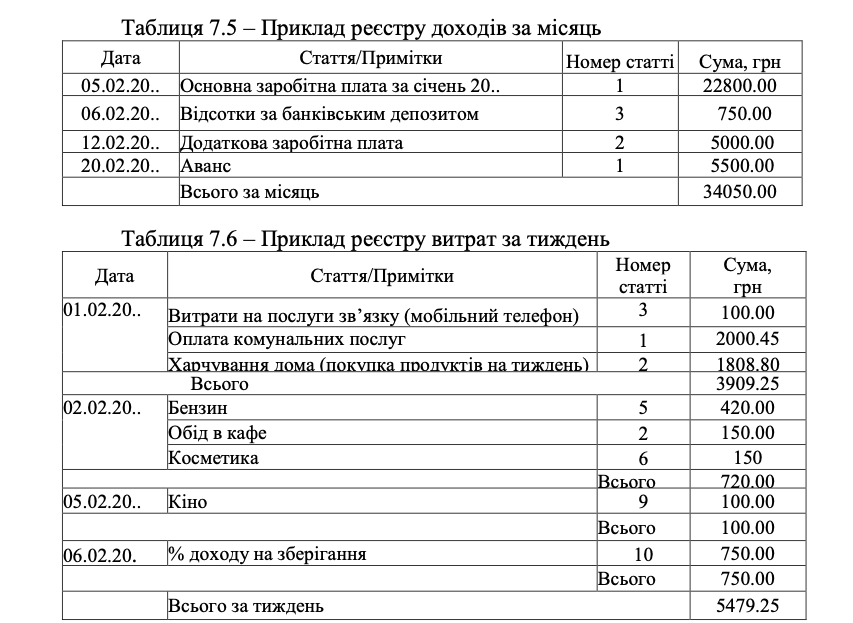 Таблиця 7.5 – Приклад реєстру доходів за місяць
Дата Стаття/Примітки Номер статті Сума, грн
05.02.20.. Основна заробітна плата за січень 20.. 1 22800.00
06.02.20.. Відсотки за банківським депозитом 3 750.00
12.02.20.. Додаткова заробітна плата 2 5000.00
20.02.20.. Аванс 1 5500.00
Всього за місяць 34050.00
Таблиця 7.6 – Приклад реєстру витрат за тиждень
Дата Стаття/Примітки Номер статті Сума, грн
01.02.20.. Витрати на послуги зв’язку (мобільний телефон) 3 100.00
Оплата комунальних послуг 1 2000.45
Харчування дома (покупка продуктів на тиждень) 2 1808.80
Всього 3909.25
02.02.20.. Бензин 5 420.00
Обід в кафе 2 150.00
Косметика 6 150
Всього 720.00
05.02.20.. Кіно 9 100.00
Всього 100.00
06.02.20. % доходу на зберігання 10 750.00
Всього 750.00
Всього за тиждень 5479.25